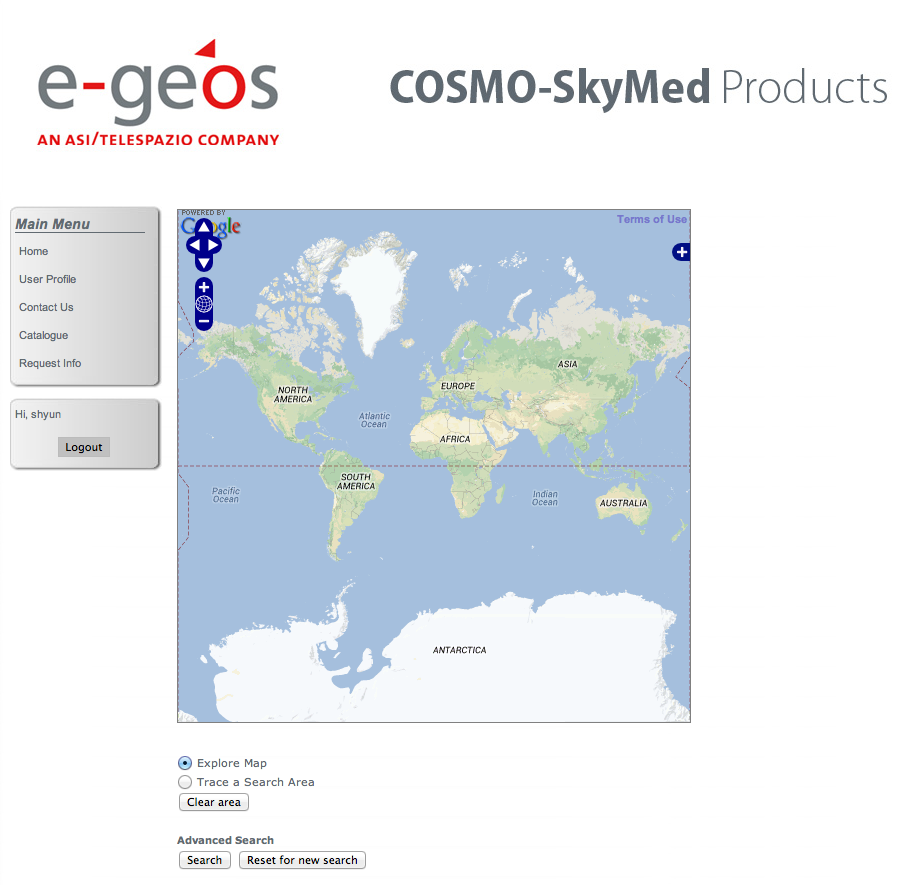 e-geos
AN ASI/TELESPAZIO COMPANY
COSMO-SkyMed Products
Main Menu
Home
User Profile
Contact Us
Catalogue
Request Info
Hi, shyun
Logout
POWERED BY
Google
Terms of Use
+
+
−
NORTH
AMERICA
Atlantic
Ocean
EUROPE
ASIA
AFRICA
SOUTH
AMERICA
Pacific
Ocean
Indian
Ocean
AUSTRALIA
ANTARCTICA
Explore Map
Trace a Search Area
Clear area
Advanced Search
Search Reset for new search